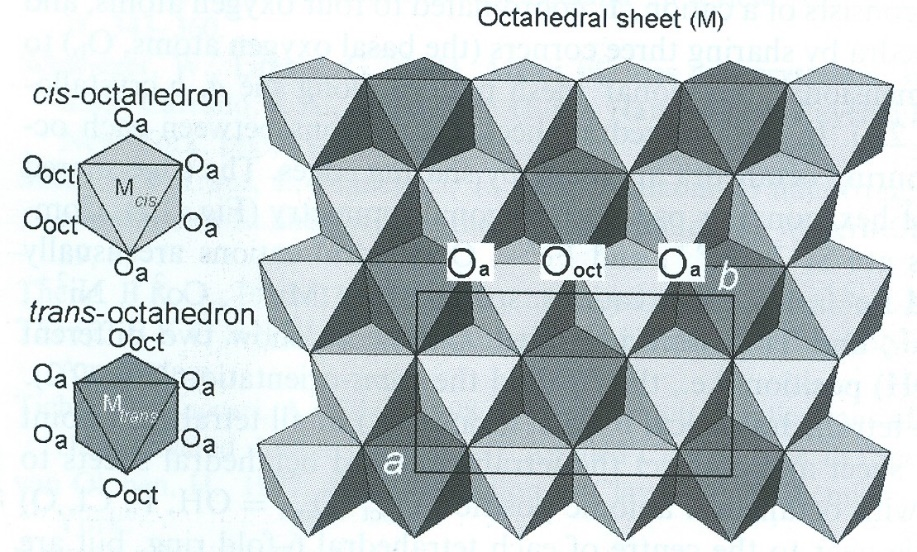 Octahedral sheet (M)
cis-octahedron
Oa
Ooct Oa
Mcis
Ooct Oa
Oa
trans-octahedron
Ooct
Oa Oa
Mtrans
Oa Oa
Ooct
Oa Ooct Oa
b
a